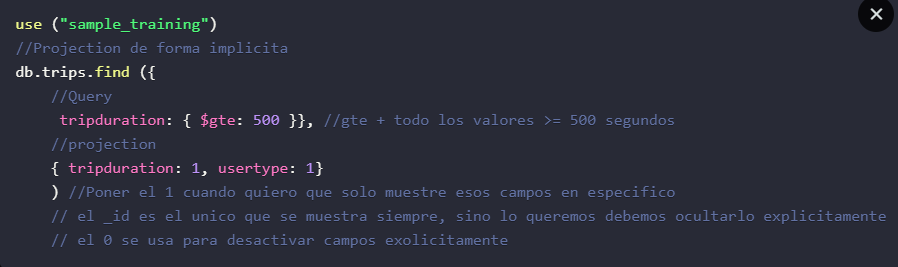 use ("sample_training")
//Projection de forma implicita
db.trips.find ({
//Query
tripduration: { $gte: 500 }}, //gte + todo los valores >= 500 segundos
//projection
{ tripduration: 1, usertype: 1}
) //Poner el 1 cuando quiero que solo muestre esos campos en especifico
// el _id es el unico que se muestra siempre, sino lo queremos debemos ocultarlo explicitamente
// el 0 se usa para desactivar campos exolicitamente